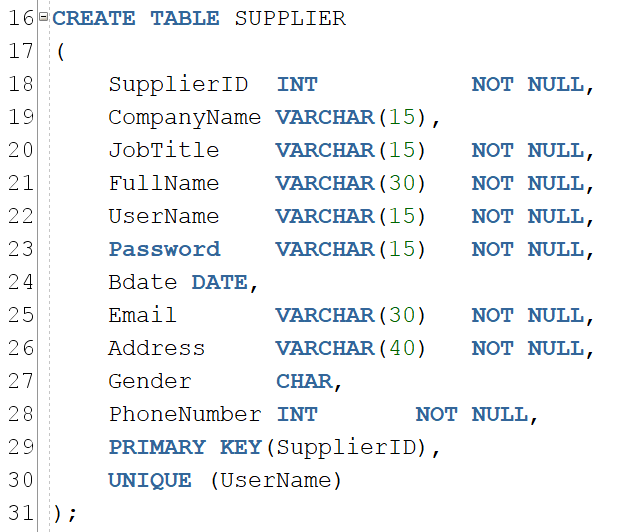 16 CREATE TABLE SUPPLIER
17 (
18     SupplierID  INT           NOT NULL,
19     CompanyName VARCHAR(15),
20     JobTitle    VARCHAR(15)   NOT NULL,
21     FullName    VARCHAR(30)   NOT NULL,
22     UserName    VARCHAR(15)   NOT NULL,
23     Password    VARCHAR(15)   NOT NULL,
24     Bdate DATE,
25     Email       VARCHAR(30)   NOT NULL,
26     Address     VARCHAR(40)   NOT NULL,
27     Gender      CHAR,
28     PhoneNumber INT       NOT NULL,
29     PRIMARY KEY(SupplierID),
30     UNIQUE (UserName)
31 );